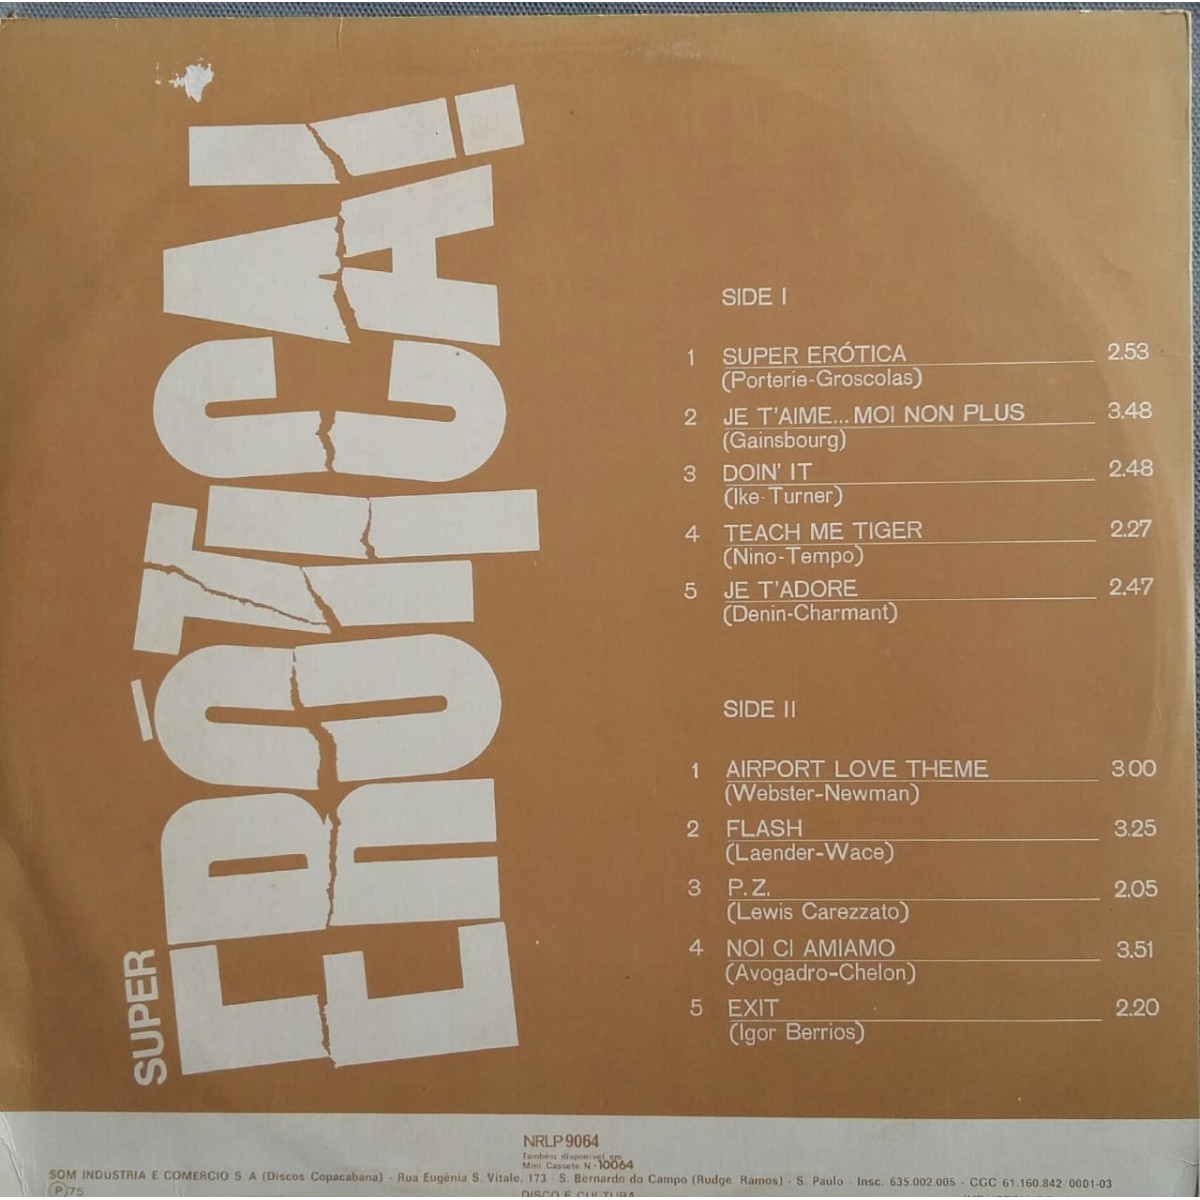 SUPER
ERÓTICA!
SIDE I
1 SUPER ERÓTICA 2.53
(Porterie-Groscolas)
2 JE T'AIME... MOI NON PLUS 3.48
(Gainsbourg)
3 DOIN' IT 2.48
(Ike-Turner)
4 TEACH ME TIGER 2.27
(Nino-Tempo)
5 JE T'ADORE 2.47
(Denin-Charmant)
SIDE II
1 AIRPORT LOVE THEME 3.00
(Webster-Newman)
2 FLASH 3.25
(Laender-Wace)
3 P.Z. 2.05
(Lewis Carezzato)
4 NOI CI AMIAMO 3.51
(Avogadro-Chelon)
5 EXIT 2.20
(Igor Berrios)
NRLP 9064
Também disponível em
Mini Cassete N- 10064
SOM INDUSTRIA E COMERCIO S A (Discos Copacabana) - Rua Eugênia S. Vitale, 173 - S. Bernardo do Campo (Rudge Ramos) - S. Paulo - Insc. 635.002.005 - CGC 61.160.842/0001-03
Ⓟ75
DISCO É CULTURA